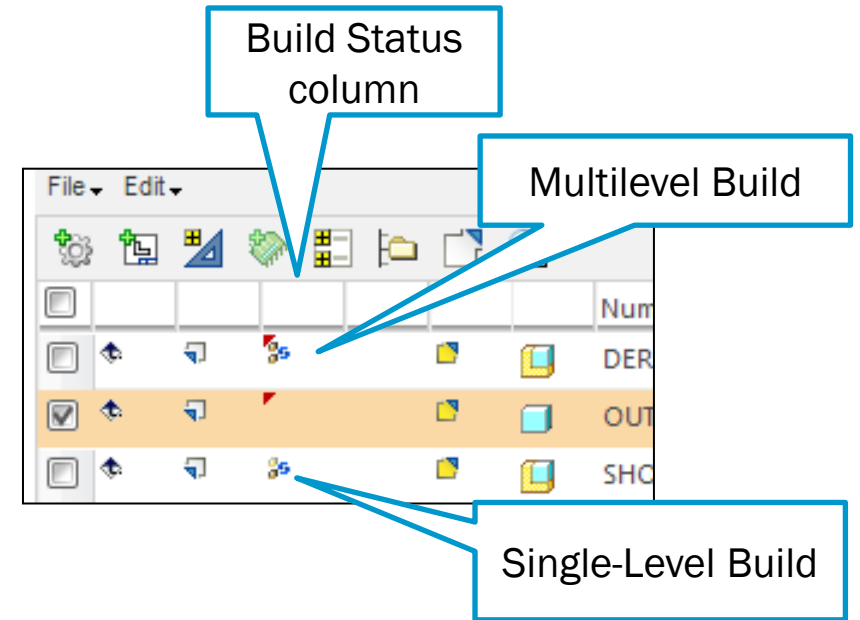 Build Status
column
Multilevel Build
File Edit
Num
DER
OUT
SHO
Single-Level Build